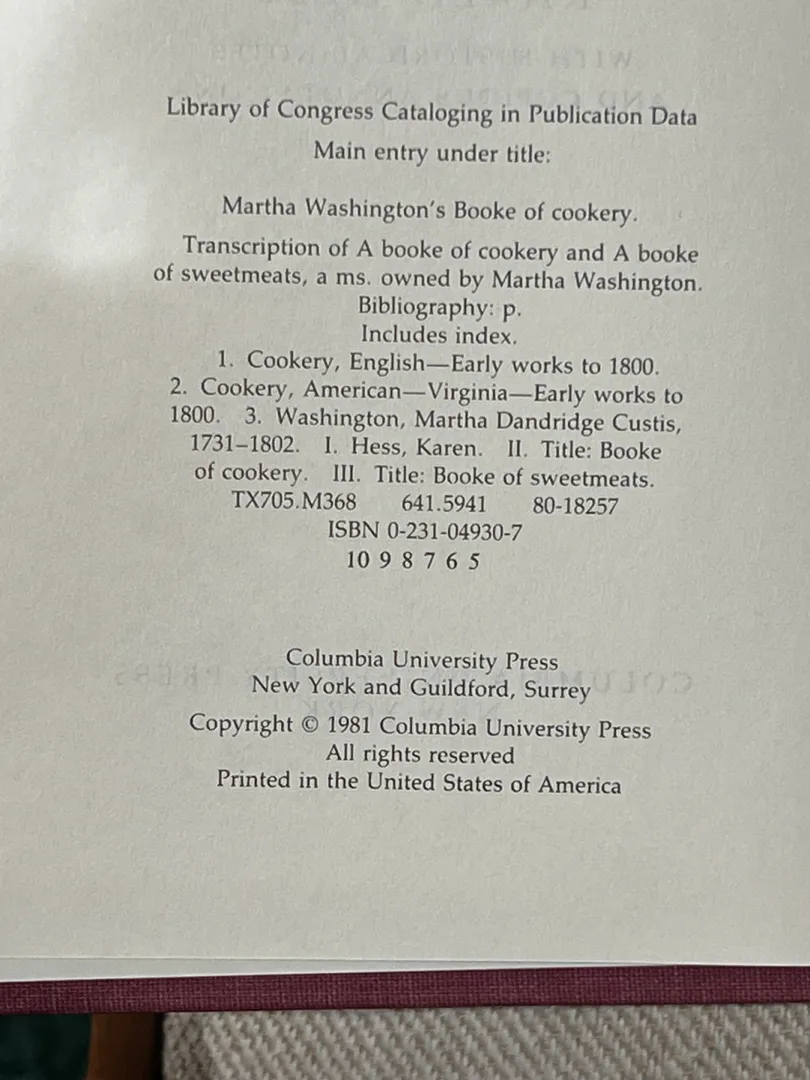 Library of Congress Cataloging in Publication Data
Main entry under title:
Martha Washington's Booke of cookery.
Transcription of A booke of cookery and A booke
of sweetmeats, a ms. owned by Martha Washington.
Bibliography: p.
Includes index.
1. Cookery, English—Early works to 1800.
2. Cookery, American—Virginia—Early works to
1800. 3. Washington, Martha Dandridge Custis,
1731–1802. I. Hess, Karen. II. Title: Booke
of cookery. III. Title: Booke of sweetmeats.
TX705.M368 641.5941 80-18257
ISBN 0-231-04930-7
10 9 8 7 6 5
Columbia University Press
New York and Guildford, Surrey
Copyright © 1981 Columbia University Press
All rights reserved
Printed in the United States of America